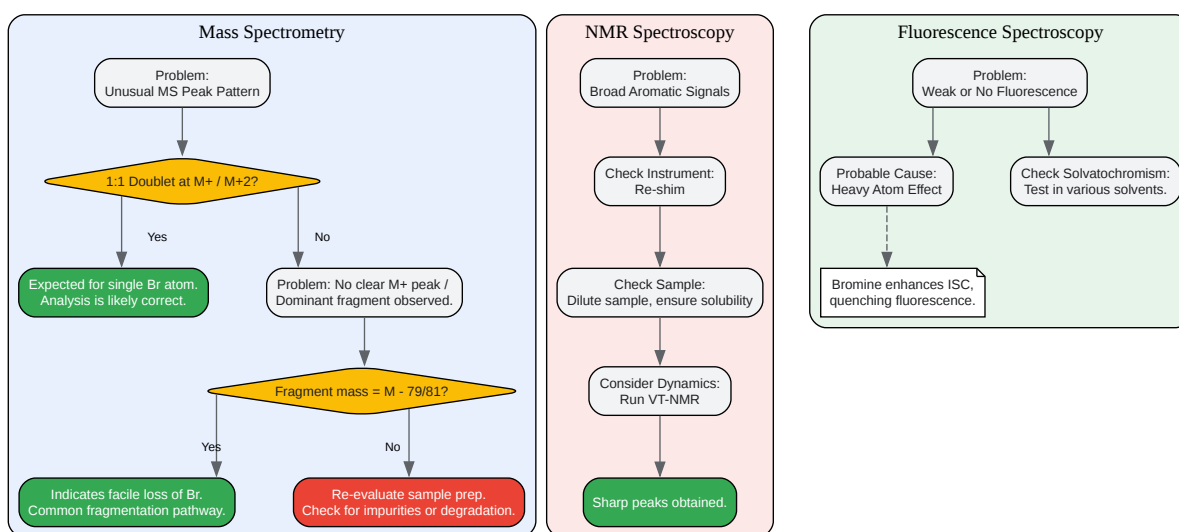 Mass Spectrometry
Problem:
Unusual MS Peak Pattern
1:1 Doublet at M+ / M+2?
Yes
No
Expected for single Br atom.
Analysis is likely correct.
Problem: No clear M+ peak /
Dominant fragment observed.
Fragment mass = M - 79/81?
Yes
No
Indicates facile loss of Br.
Common fragmentation pathway.
Re-evaluate sample prep.
Check for impurities or degradation.
NMR Spectroscopy
Problem:
Broad Aromatic Signals
Check Instrument:
Re-shim
Check Sample:
Dilute sample, ensure solubility
Consider Dynamics:
Run VT-NMR
Sharp peaks obtained.
Fluorescence Spectroscopy
Problem:
Weak or No Fluorescence
Probable Cause:
Heavy Atom Effect
Check Solvatochromism:
Test in various solvents.
Bromine enhances ISC,
quenching fluorescence.